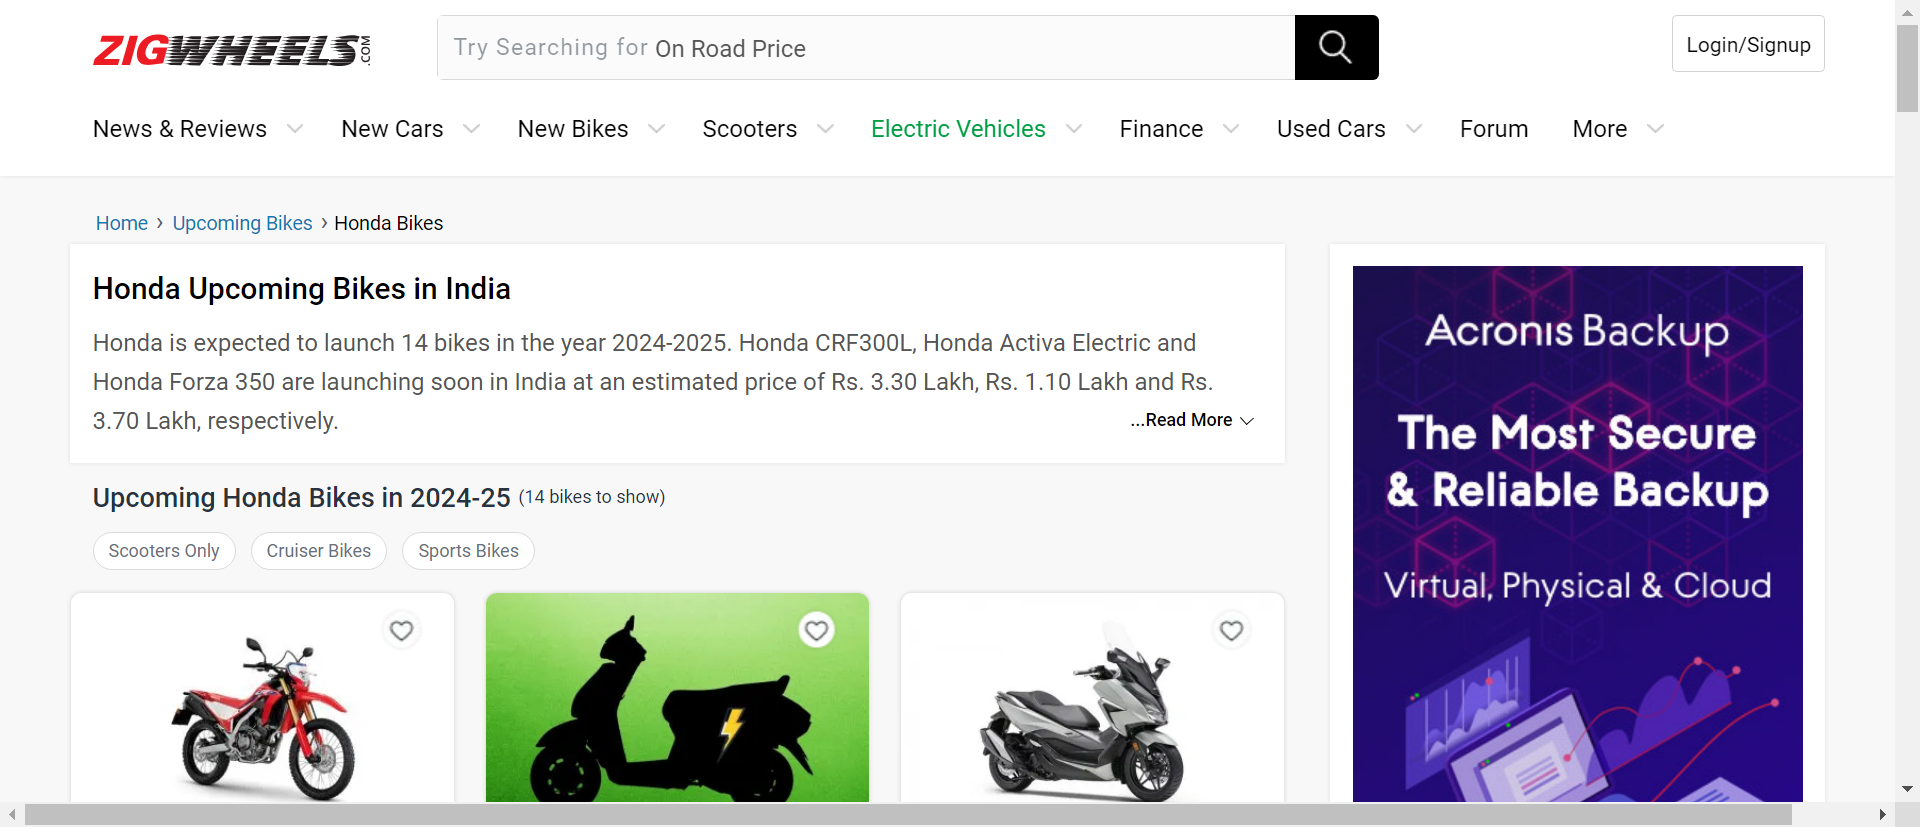 ZIGWHEELS.COM
Try Searching for On Road Price
Login/Signup
News & Reviews
New Cars
New Bikes
Scooters
Electric Vehicles
Finance
Used Cars
Forum
More
Home › Upcoming Bikes › Honda Bikes
Honda Upcoming Bikes in India
Honda is expected to launch 14 bikes in the year 2024-2025. Honda CRF300L, Honda Activa Electric and
Honda Forza 350 are launching soon in India at an estimated price of Rs. 3.30 Lakh, Rs. 1.10 Lakh and Rs.
3.70 Lakh, respectively.
...Read More
Upcoming Honda Bikes in 2024-25 (14 bikes to show)
Scooters Only
Cruiser Bikes
Sports Bikes
Acronis Backup
The Most Secure
& Reliable Backup
Virtual, Physical & Cloud